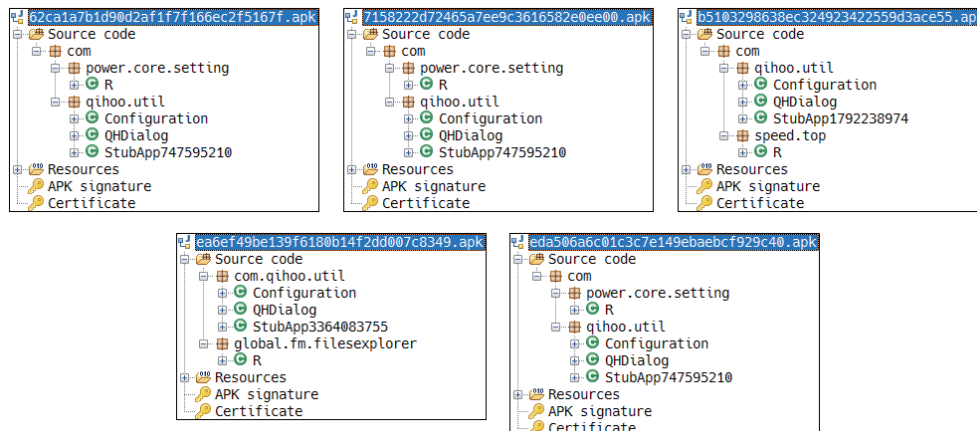 62ca1a7b1d90d2af1f7f166ec2f5167f.apk
Source code
com
power.core.setting
R
qihoo.util
Configuration
QHDialog
StubApp747595210
Resources
APK signature
Certificate
7158222d72465a7ee9c3616582e0ee00.apk
Source code
com
power.core.setting
R
qihoo.util
Configuration
QHDialog
StubApp747595210
Resources
APK signature
Certificate
b5103298638ec324923422559d3ace55.ap
Source code
com
qihoo.util
Configuration
QHDialog
StubApp1792238974
speed.top
R
Resources
APK signature
Certificate
ea6ef49be139f6180b14f2dd007c8349.apk
Source code
com.qihoo.util
Configuration
QHDialog
StubApp3364083755
global.fm.filesexplorer
R
Resources
APK signature
Certificate
eda506a6c01c3c7e149ebaebcf929c40.apk
Source code
com
power.core.setting
R
qihoo.util
Configuration
QHDialog
StubApp747595210
Resources
APK signature
Certificate